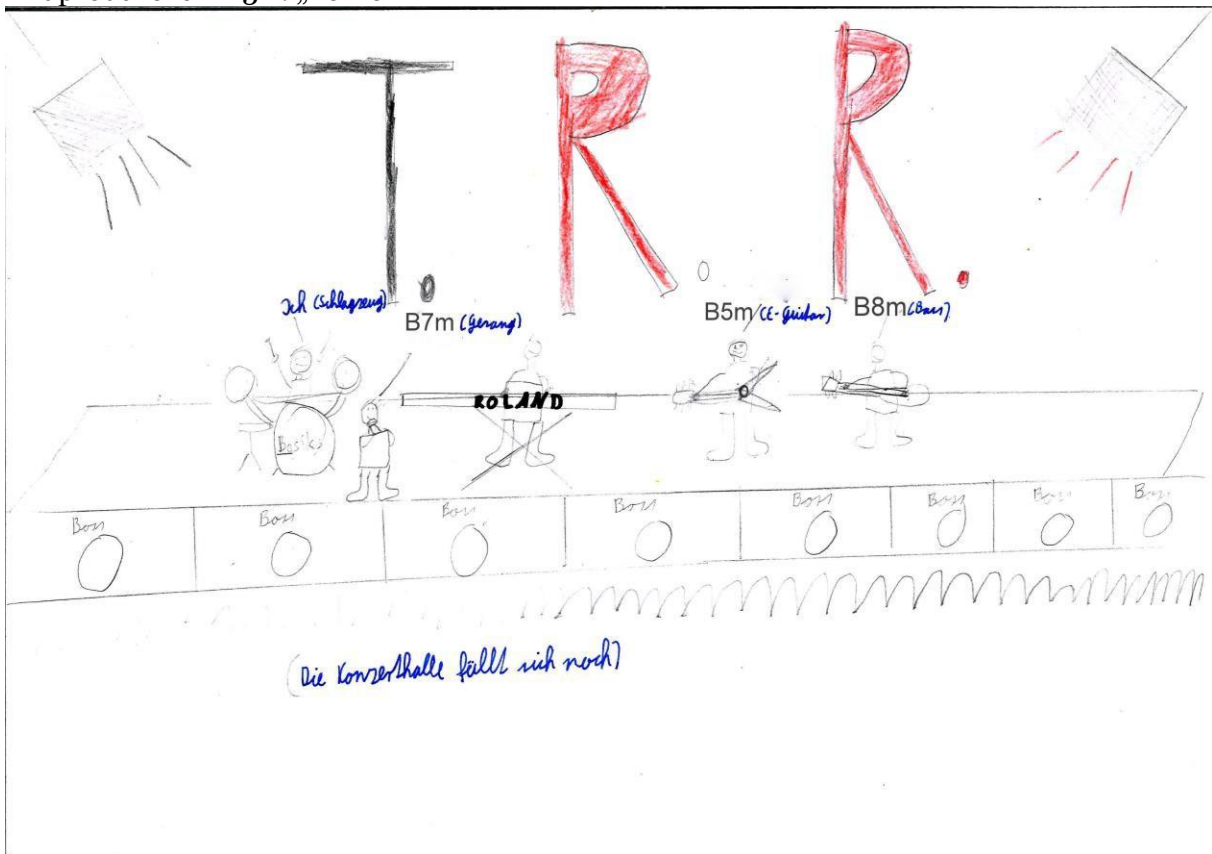 T. R. R.
Ich (Schlagzeug)
B7m (Gesang)
B5m (E-Guitar)
B8m (Bass)
ROLAND
Basiks
Boss Boss Boss Boss Boss Boss Boss Boss
(Die Konzerthalle füllt sich noch)